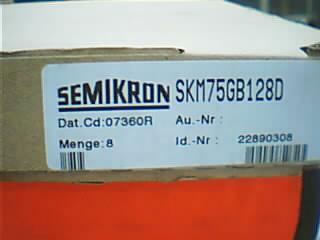 SEMIKRON SKM75GB128D
Dat.Cd:07360R Au.-Nr :
Menge:8 Id.-Nr : 22890308